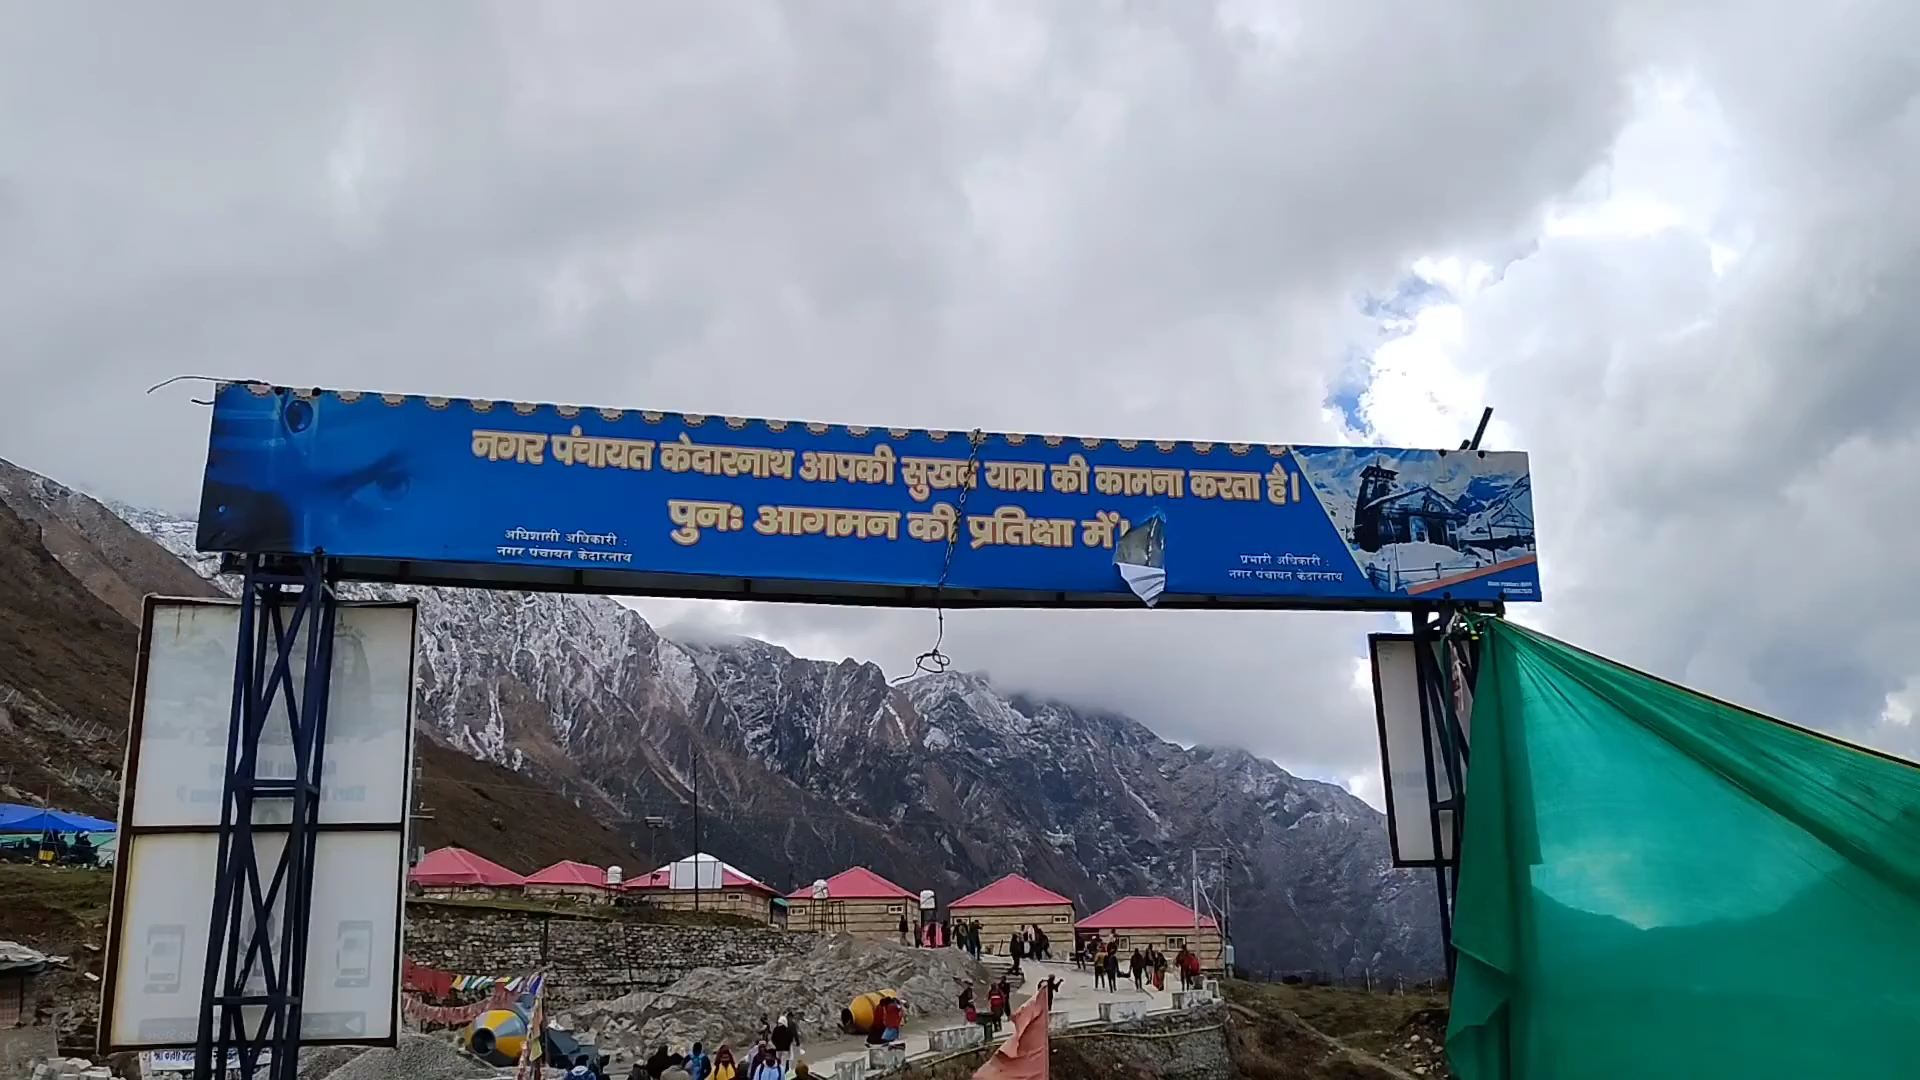 नगर पंचायत केदारनाथ आपकी सुखद यात्रा की कामना करता है।
पुनः आगमन की प्रतिक्षा में।
अधिशासी अधिकारी :
नगर पंचायत केदारनाथ
प्रभारी अधिकारी :
नगर पंचायत केदारनाथ